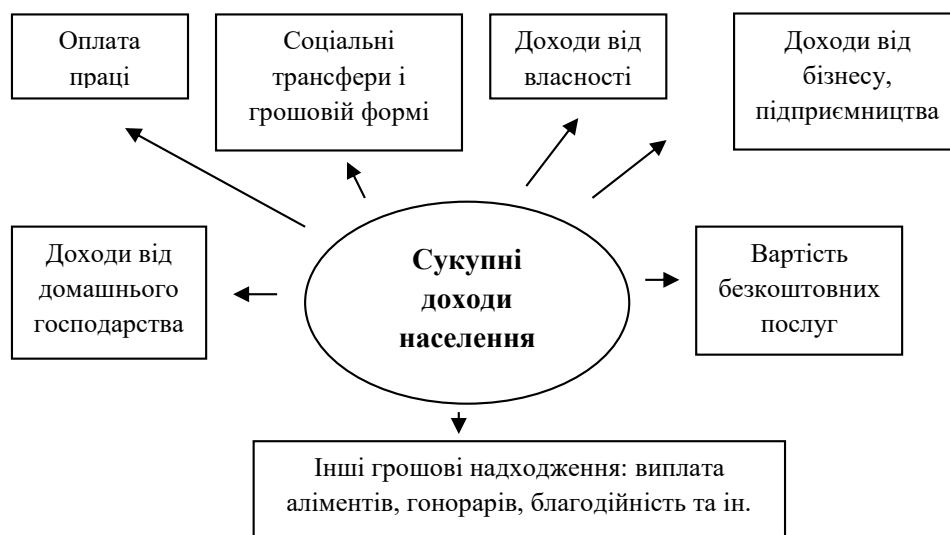 Оплата
праці
Соціальні
трансфери і
грошовій формі
Доходи від
власності
Доходи від
бізнесу,
підприємництва
Доходи від
домашнього
господарства
Сукупні
доходи
населення
Вартість
безкоштовних
послуг
Інші грошові надходження: виплата
аліментів, гонорарів, благодійність та ін.